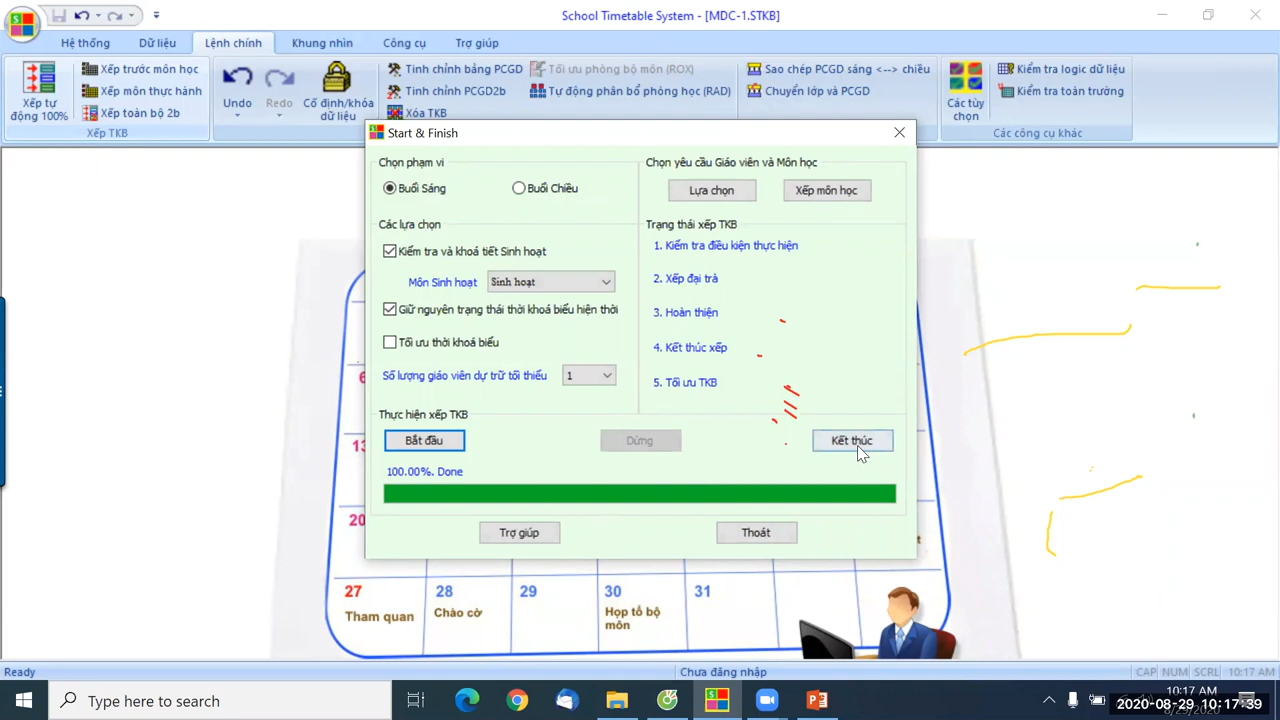 School Timetable System - [MDC-1.STKB]
Hệ thống Dữ liệu Lệnh chính Khung nhìn Công cụ Trợ giúp
Xếp tự động 100%
Xếp trước môn học
Xếp môn thực hành
Xếp toàn bộ 2b
Xếp TKB
Undo
Redo
Cố định/khóa dữ liệu
Tinh chỉnh bảng PCGD
Tinh chỉnh PCGD2b
Xóa TKB
Tối ưu phòng bộ môn (ROX)
Tự động phân bổ phòng học (RAD)
Sao chép PCGD sáng <--> chiều
Chuyển lớp và PCGD
Các tùy chọn
Kiểm tra logic dữ liệu
Kiểm tra toàn trường
Các công cụ khác
Start & Finish
Chọn phạm vi
Buổi Sáng Buổi Chiều
Các lựa chọn
Kiểm tra và khoá tiết Sinh hoạt
Môn Sinh hoạt Sinh hoạt
Giữ nguyên trạng thái thời khoá biểu hiện thời
Tối ưu thời khoá biểu
Số lượng giáo viên dự trữ tối thiểu 1
Chọn yêu cầu Giáo viên và Môn học
Lựa chọn Xếp môn học
Trạng thái xếp TKB
1. Kiểm tra điều kiện thực hiện
2. Xếp đại trà
3. Hoàn thiện
4. Kết thúc xếp
5. Tối ưu TKB
Thực hiện xếp TKB
Bắt đầu Dừng Kết thúc
100.00%. Done
Trợ giúp Thoát
6
13
20
27 28 29 30 31
Tham quan Chào cờ Họp tổ bộ môn
Ready Chưa đăng nhập CAP NUM SCRL 10:17 AM
Type here to search
10:17 AM
2020-08-29 10:17:39